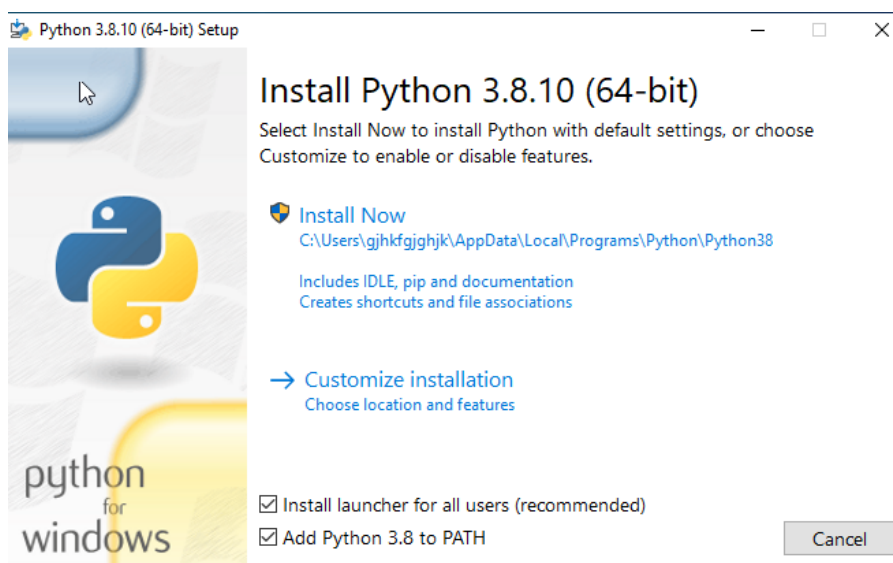 Python 3.8.10 (64-bit) Setup
Install Python 3.8.10 (64-bit)
Select Install Now to install Python with default settings, or choose
Customize to enable or disable features.
Install Now
C:\Users\gjhkfgjghjk\AppData\Local\Programs\Python\Python38
Includes IDLE, pip and documentation
Creates shortcuts and file associations
Customize installation
Choose location and features
python
for
windows
Install launcher for all users (recommended)
Add Python 3.8 to PATH
Cancel